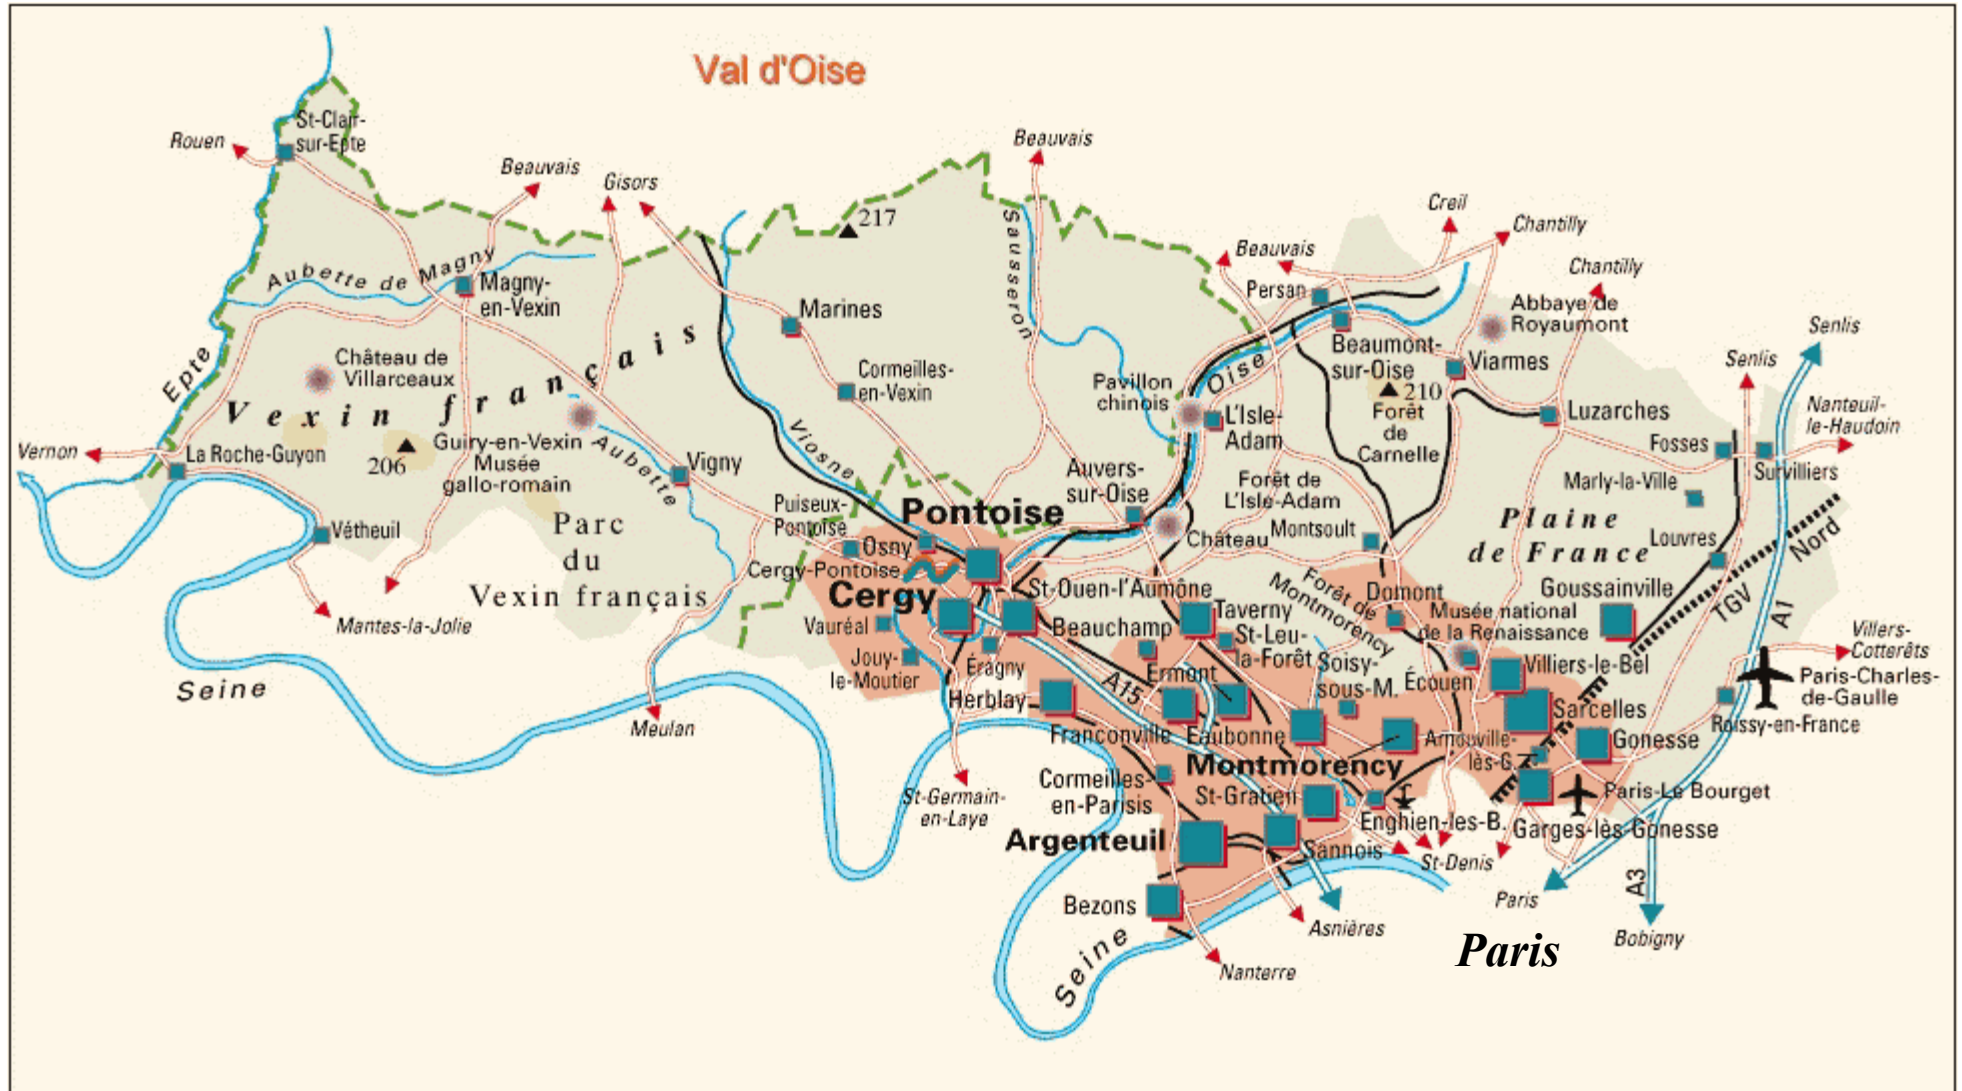 Val d'Oise
Rouen
St-Clair-
sur-Epte
Beauvais
Gisors
Beauvais
217
Sausseron
Creil
Chantilly
Beauvais
Chantilly
Aubette de Magny
Magny-
en-Vexin
Persan
Abbaye de
Royaumont
Marines
Senlis
Senlis
Epte
Château de
Villarceaux
Vexin français
Cormeilles-
en-Vexin
Pavillon
chinois
Oise
Beaumont-
sur-Oise
Viarmes
210
Forêt
de
Carnelle
L'Isle-
Adam
Luzarches
Nanteuil-
le-Haudoin
Vernon
La Roche-Guyon
206
Guiry-en-Vexin
Musée
gallo-romain
Aubette
Vigny
Viosne
Auvers-
sur-Oise
Forêt de
L'Isle-Adam
Fosses
Survilliers
Marly-la-Ville
Vétheuil
Parc
du
Vexin français
Puiseux-
Pontoise
Pontoise
Osny
Cergy-Pontoise
Château
Montsoult
Plaine
de France
Louvres
TGV
Nord
A1
Mantes-la-Jolie
Cergy
St-Ouen-l'Aumône
Forêt de
Montmorency
Domont
Goussainville
Musée national
de la Renaissance
Vauréal
Beauchamp
Taverny
St-Leu-
la-Forêt
Villers-
Cotterêts
Jouy-
le-Moutier
Éragny
Ermont
Soisy-
sous-M.
Écouen
Villiers-le-Bel
Paris-Charles-
de-Gaulle
Seine
Herblay
A15
Sarcelles
Roissy-en-France
Meulan
Franconville
Eaubonne
Arnouville-
lès-G.
Gonesse
Montmorency
St-Germain-
en-Laye
Cormeilles-
en-Parisis
St-Gratien
Paris-Le Bourget
Enghien-les-B.
Garges-lès-Gonesse
Argenteuil
Sannois
St-Denis
Paris
A3
Bezons
Asnières
Bobigny
Seine
Nanterre
Paris